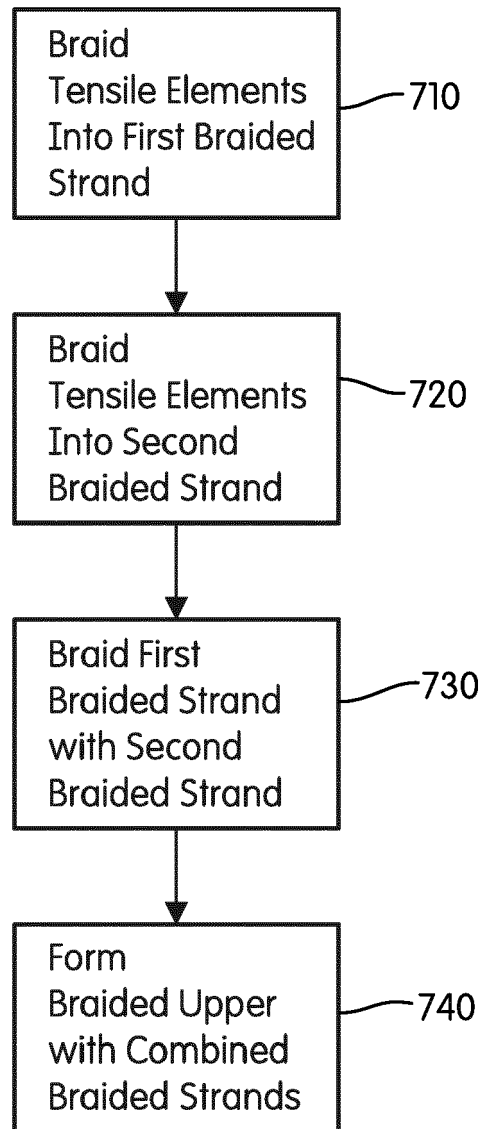 Braid
Tensile Elements
Into First Braided
Strand
710
Braid
Tensile Elements
Into Second
Braided Strand
720
Braid First
Braided Strand
with Second
Braided Strand
730
Form
Braided Upper
with Combined
Braided Strands
740